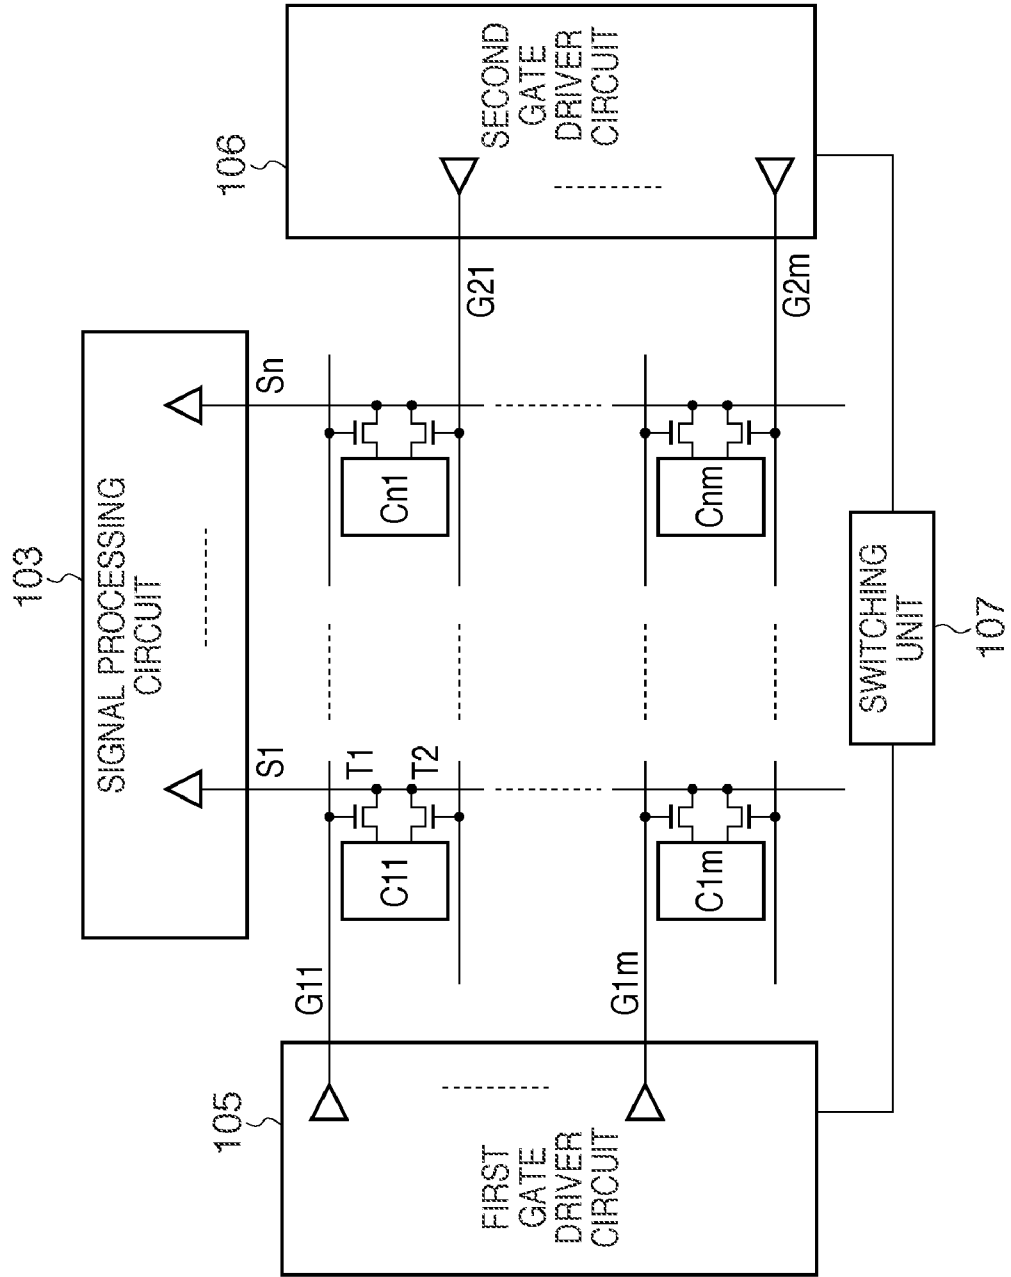 103
SIGNAL PROCESSING
CIRCUIT
S1
Sn
105
FIRST
GATE
DRIVER
CIRCUIT
G11
G1m
T1
T2
C11
Cn1
C1m
Cnm
106
SECOND
GATE
DRIVER
CIRCUIT
G21
G2m
SWITCHING
UNIT
107